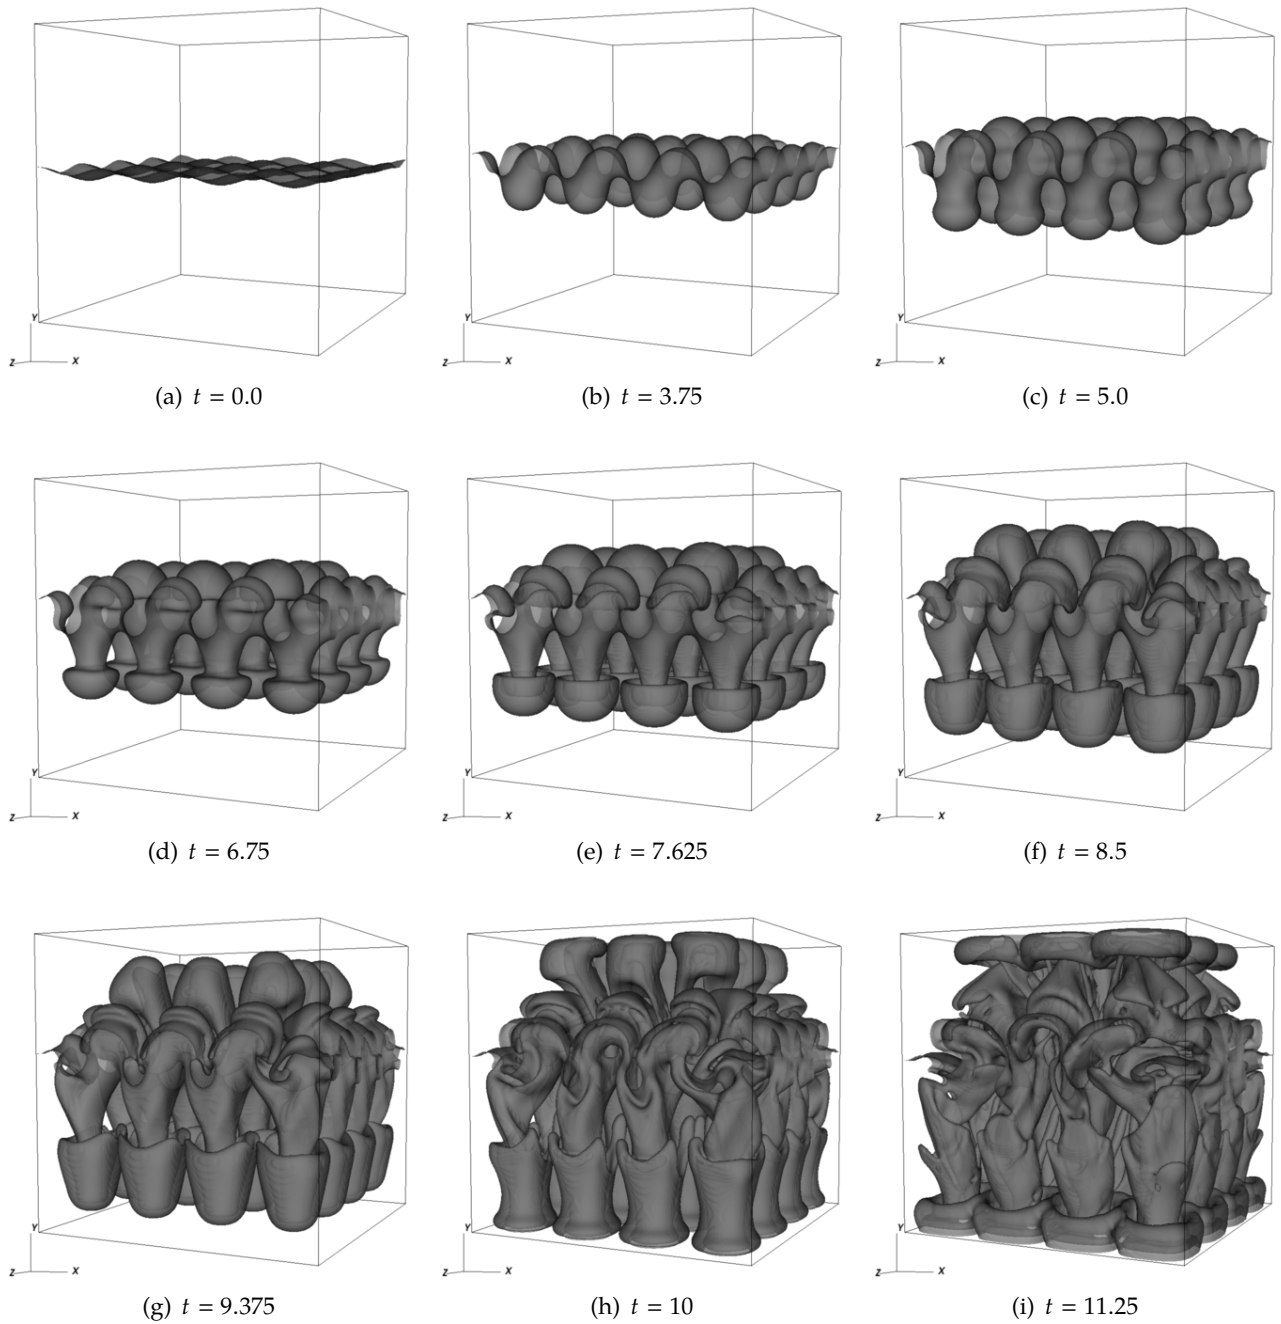 Y
Z X
Y
Z X
Y
Z X
(a) t = 0.0
(b) t = 3.75
(c) t = 5.0
Y
Z X
Y
Z X
Y
Z X
(d) t = 6.75
(e) t = 7.625
(f) t = 8.5
Y
Z X
Y
Z X
Y
Z X
(g) t = 9.375
(h) t = 10
(i) t = 11.25